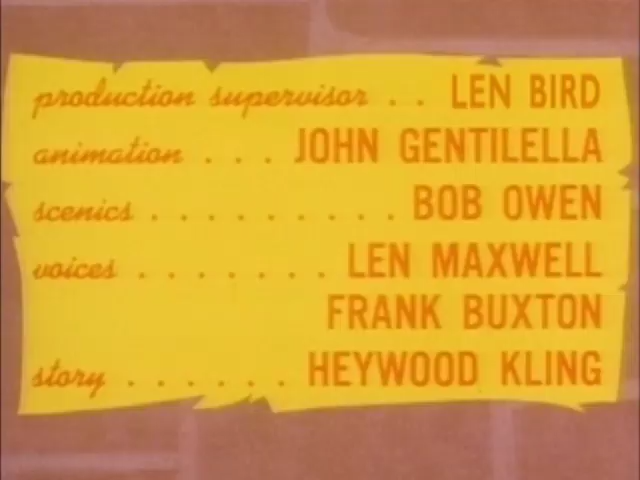 production supervisor . . LEN BIRD
animation . . . JOHN GENTILELLA
scenics . . . . . . . . . BOB OWEN
voices . . . . . . . LEN MAXWELL
FRANK BUXTON
story . . . . . . HEYWOOD KLING